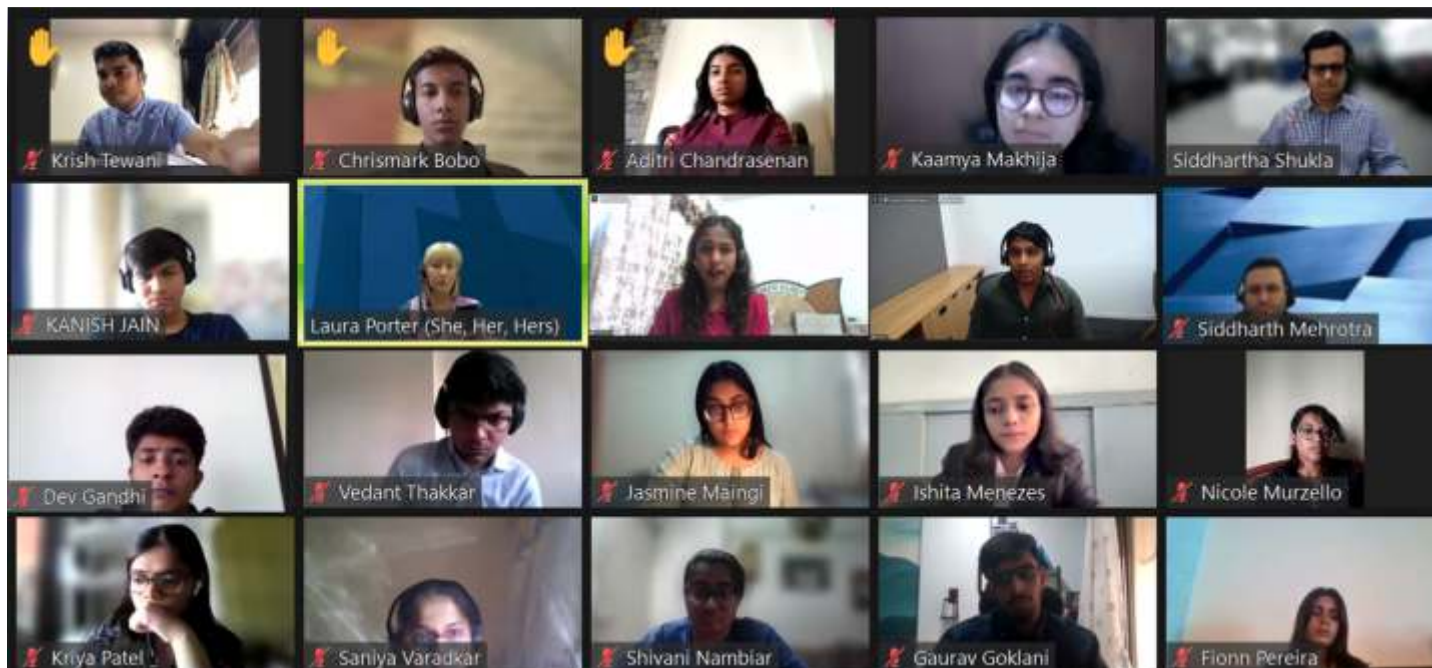 Krish Tewani
Chrismark Bobo
Aditri Chandrasenan
Kaamya Makhija
Siddhartha Shukla
KANISH JAIN
Laura Porter (She, Her, Hers)
Siddharth Mehrotra
Dev Gandhi
Vedant Thakkar
Jasmine Maingi
Ishita Menezes
Nicole Murzello
Kriya Patel
Saniya Varadkar
Shivani Nambiar
Gaurav Goklani
Fionn Pereira